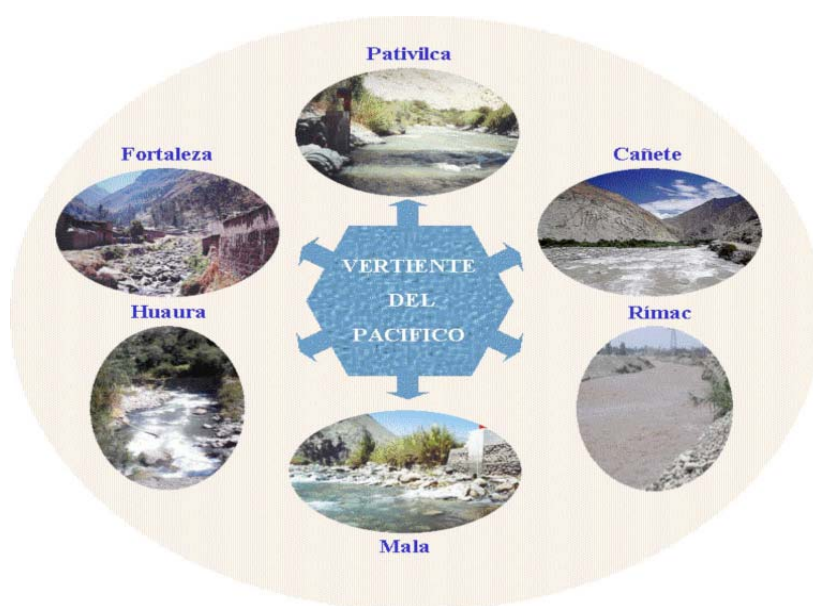 Pativilca
Fortaleza
Cañete
VERTIENTE
DEL
PACIFICO
Huaura
Rímac
Mala